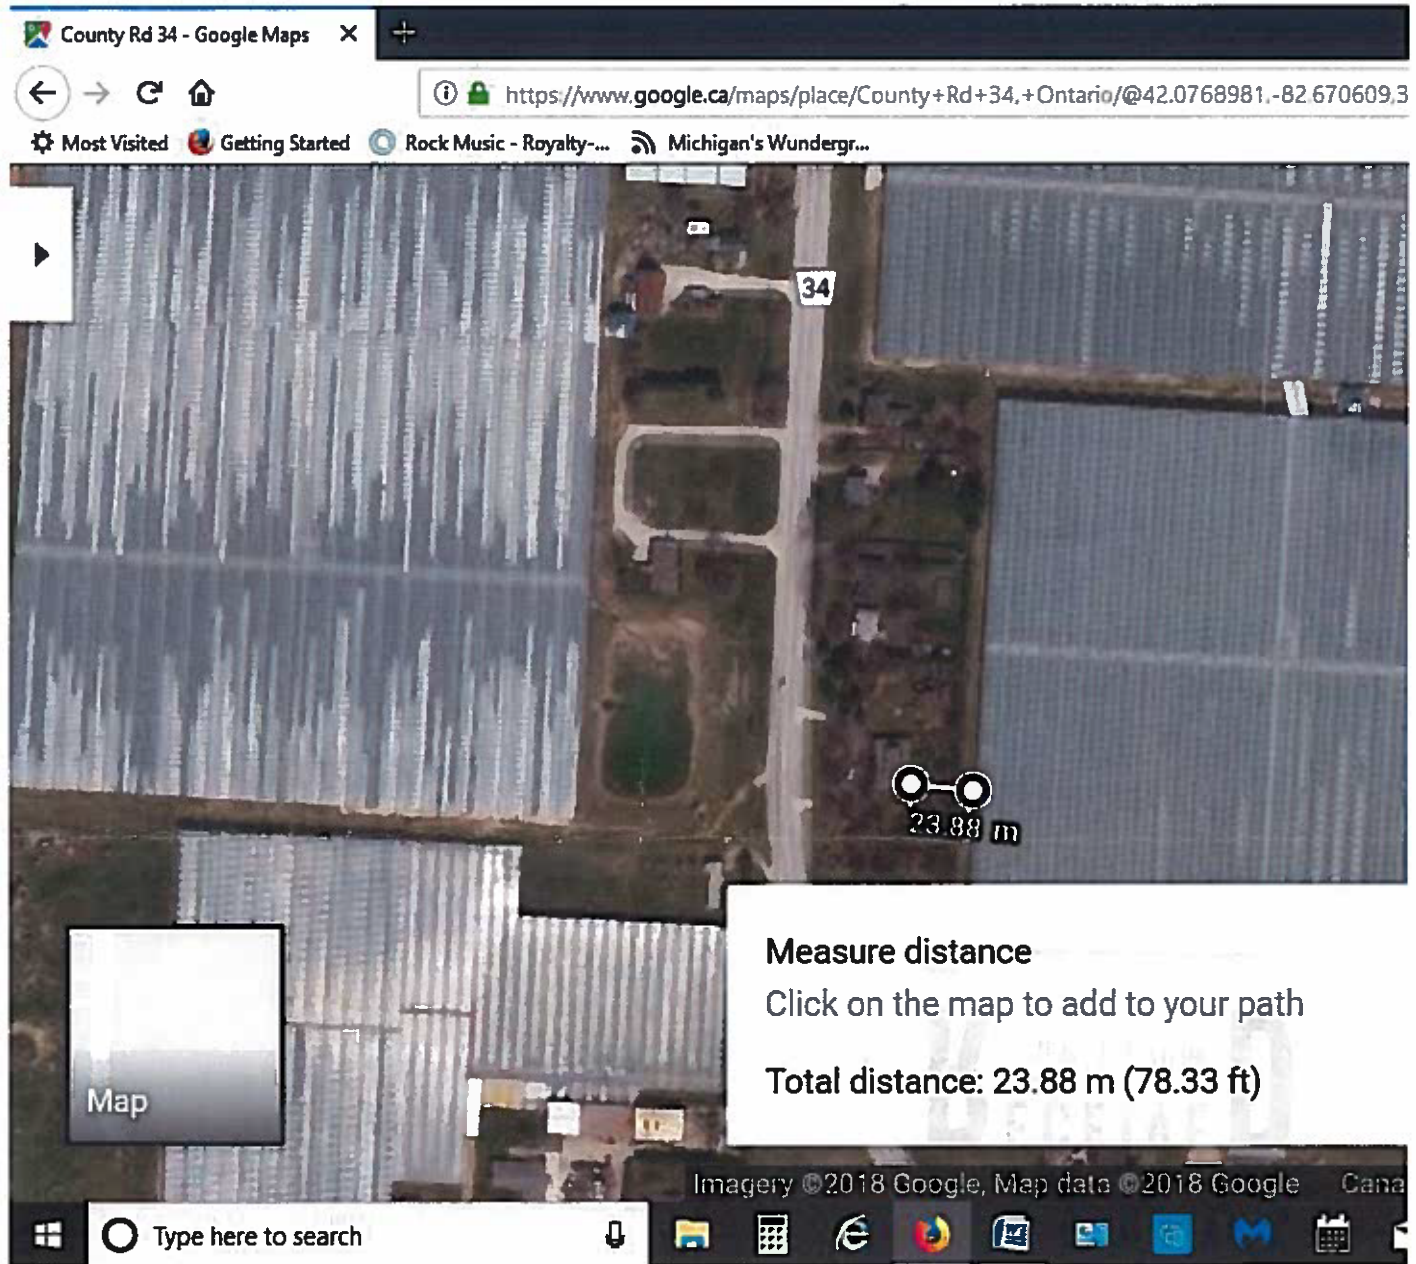 County Rd 34 - Google Maps
https://www.google.ca/maps/place/County+Rd+34,+Ontario/@42.0768981,-82.670609,3
Most Visited Getting Started Rock Music - Royalty-... Michigan's Wundergr...
34
23.88 m
Measure distance
Click on the map to add to your path
Total distance: 23.88 m (78.33 ft)
Map
Imagery ©2018 Google, Map data ©2018 Google Cana
Type here to search